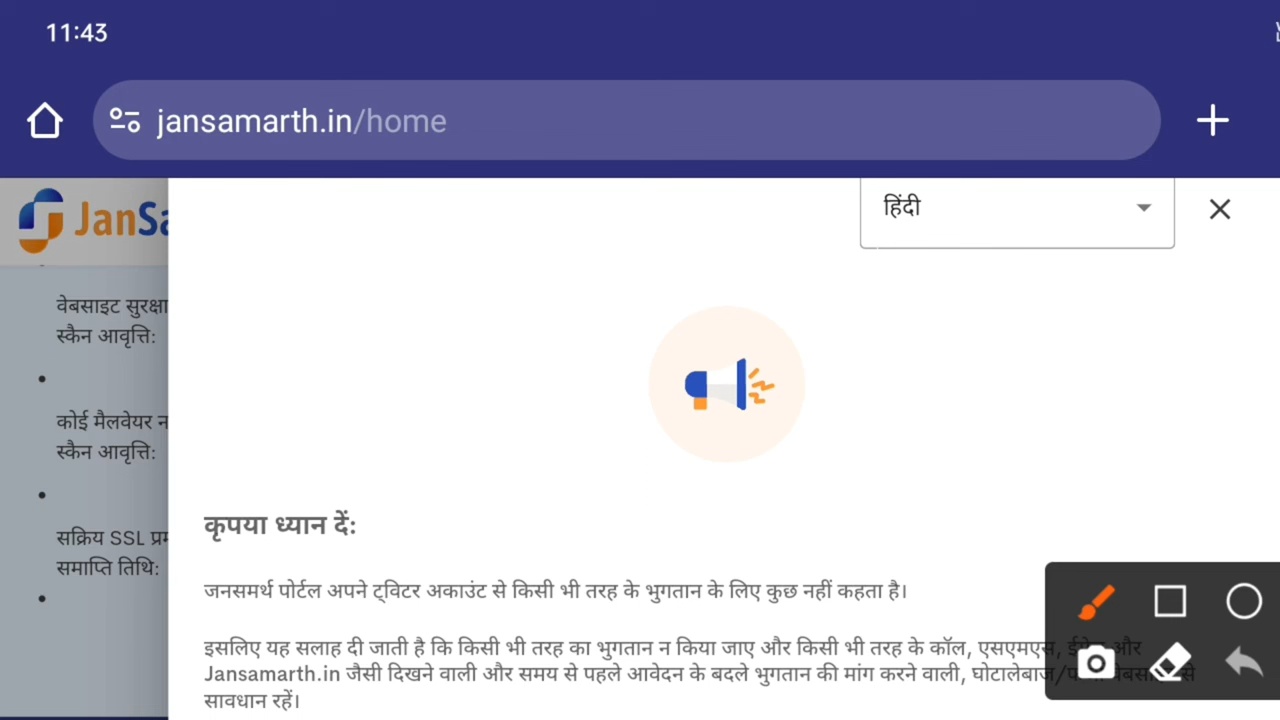 11:43
jansamarth.in/home
JanSa
हिंदी
वेबसाइट सुरक्षा
स्कैन आवृत्ति:
कोई मैलवेयर न
स्कैन आवृत्ति:
सक्रिय SSL प्रम
समाप्ति तिथि:
कृपया ध्यान दें:
जनसमर्थ पोर्टल अपने ट्विटर अकाउंट से किसी भी तरह के भुगतान के लिए कुछ नहीं कहता है।
इसलिए यह सलाह दी जाती है कि किसी भी तरह का भुगतान न किया जाए और किसी भी तरह के कॉल, एसएमएस, ईमेल और
Jansamarth.in जैसी दिखने वाली और समय से पहले आवेदन के बदले भुगतान की मांग करने वाली, घोटालेबाज/ से
सावधान रहें।